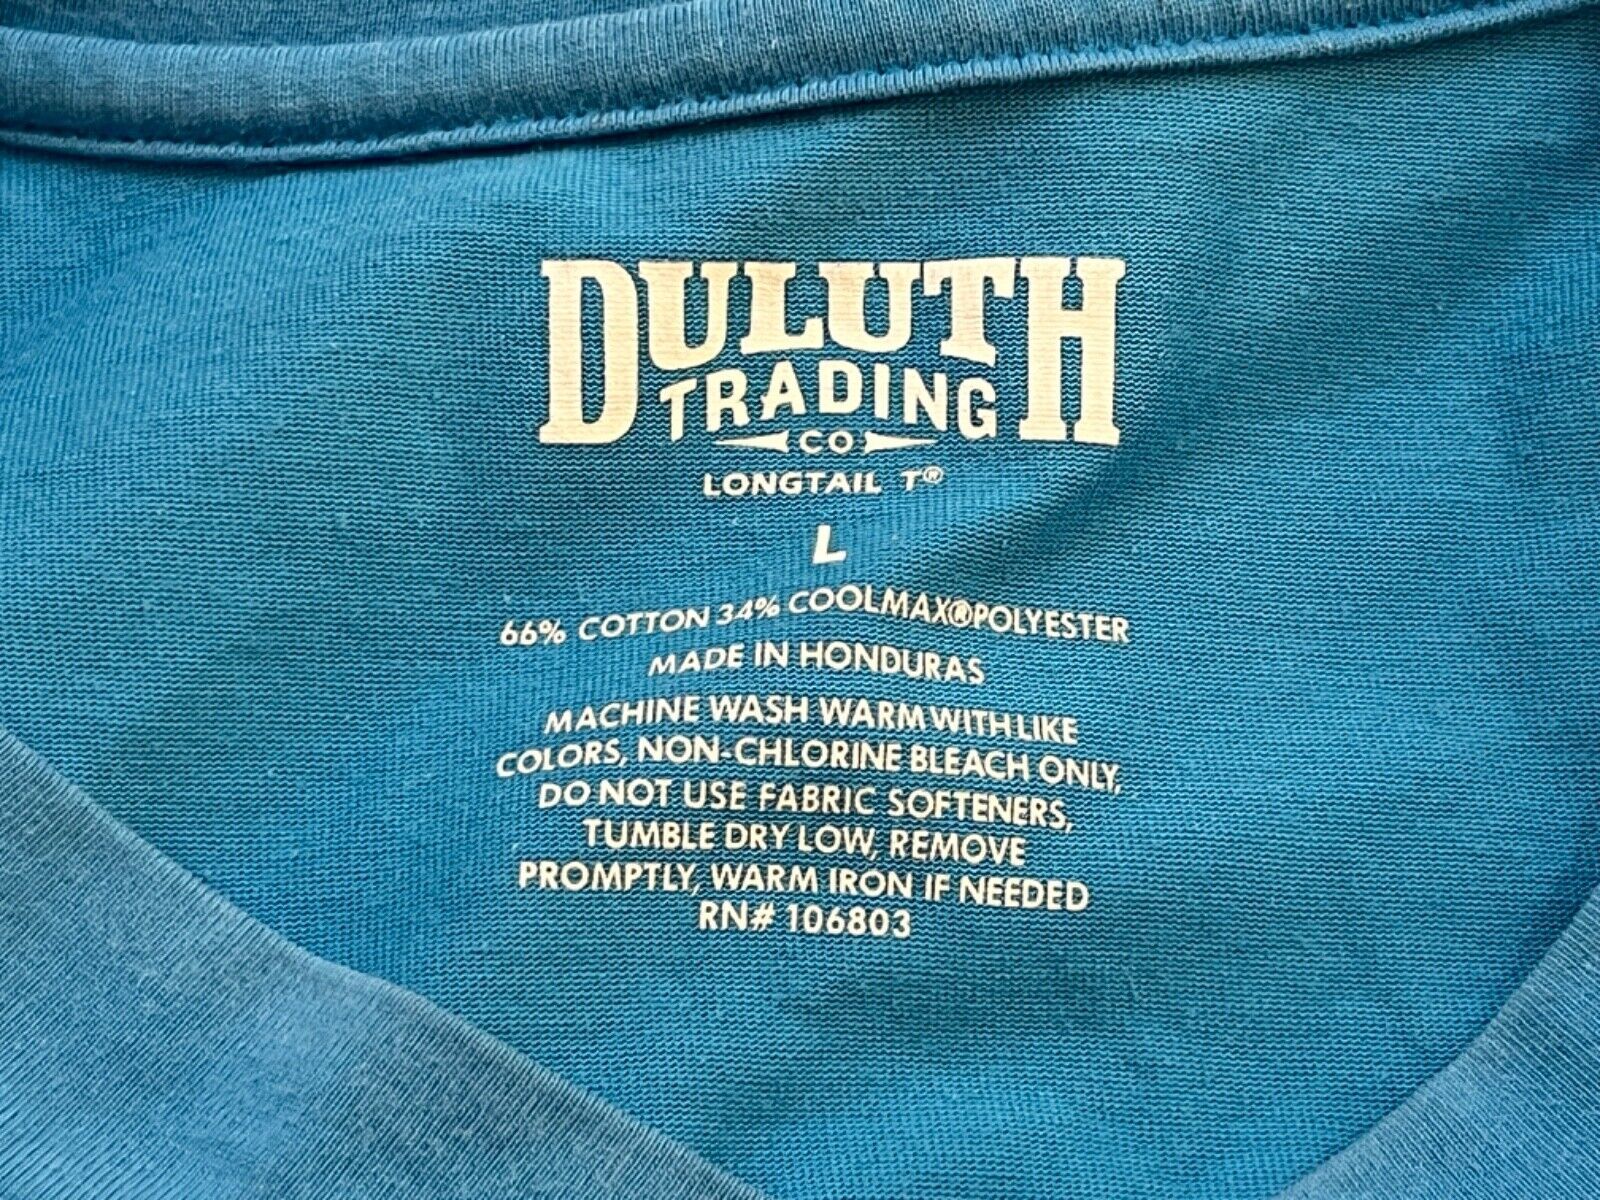 DULUTH
TRADING
CO
LONGTAIL T®
L
66% COTTON 34% COOLMAX®POLYESTER
MADE IN HONDURAS
MACHINE WASH WARM WITH LIKE
COLORS, NON-CHLORINE BLEACH ONLY,
DO NOT USE FABRIC SOFTENERS,
TUMBLE DRY LOW, REMOVE
PROMPTLY, WARM IRON IF NEEDED
RN# 106803